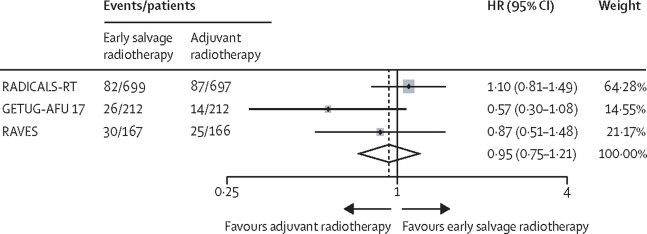 Events/patients HR (95% CI) Weight
Early salvage radiotherapy Adjuvant radiotherapy
RADICALS-RT 82/699 87/697 1·10 (0·81–1·49) 64·28%
GETUG-AFU 17 26/212 14/212 0·57 (0·30–1·08) 14·55%
RAVES 30/167 25/166 0·87 (0·51–1·48) 21·17%
0·95 (0·75–1·21) 100·00%
0·25 1 4
Favours adjuvant radiotherapy Favours early salvage radiotherapy